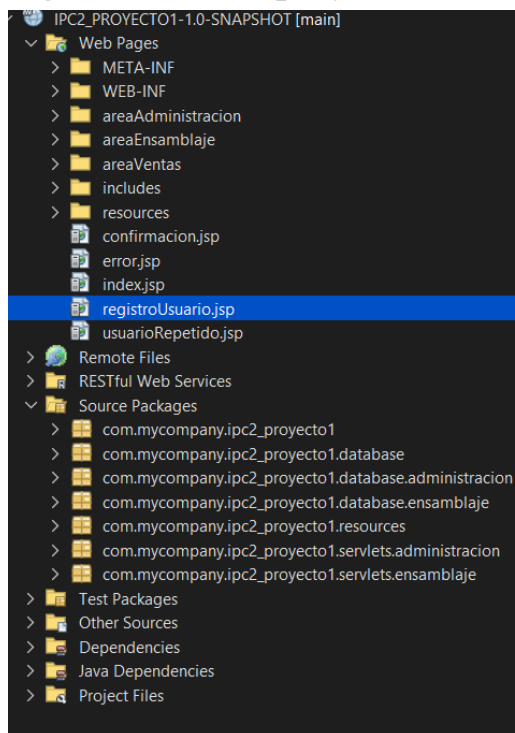 IPC2_PROYECTO1-1.0-SNAPSHOT [main]
Web Pages
META-INF
WEB-INF
areaAdministracion
areaEnsamblaje
areaVentas
includes
resources
confirmacion.jsp
error.jsp
index.jsp
registroUsuario.jsp
usuarioRepetido.jsp
Remote Files
RESTful Web Services
Source Packages
com.mycompany.ipc2_proyecto1
com.mycompany.ipc2_proyecto1.database
com.mycompany.ipc2_proyecto1.database.administracion
com.mycompany.ipc2_proyecto1.database.ensamblaje
com.mycompany.ipc2_proyecto1.resources
com.mycompany.ipc2_proyecto1.servlets.administracion
com.mycompany.ipc2_proyecto1.servlets.ensamblaje
Test Packages
Other Sources
Dependencies
Java Dependencies
Project Files